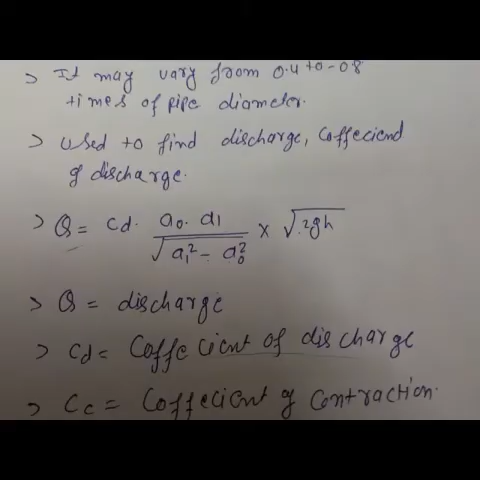 > It may vary from 0.4 to - 0.8
times of pipe diameter.
> used to find discharge, Coffeciend
of discharge.
> Q = Cd. a0. a1 / √a1² - a0² × √2gh
> Q = discharge
> Cd = Coffecient of discharge
> Cc = Coffecient of Contraction.